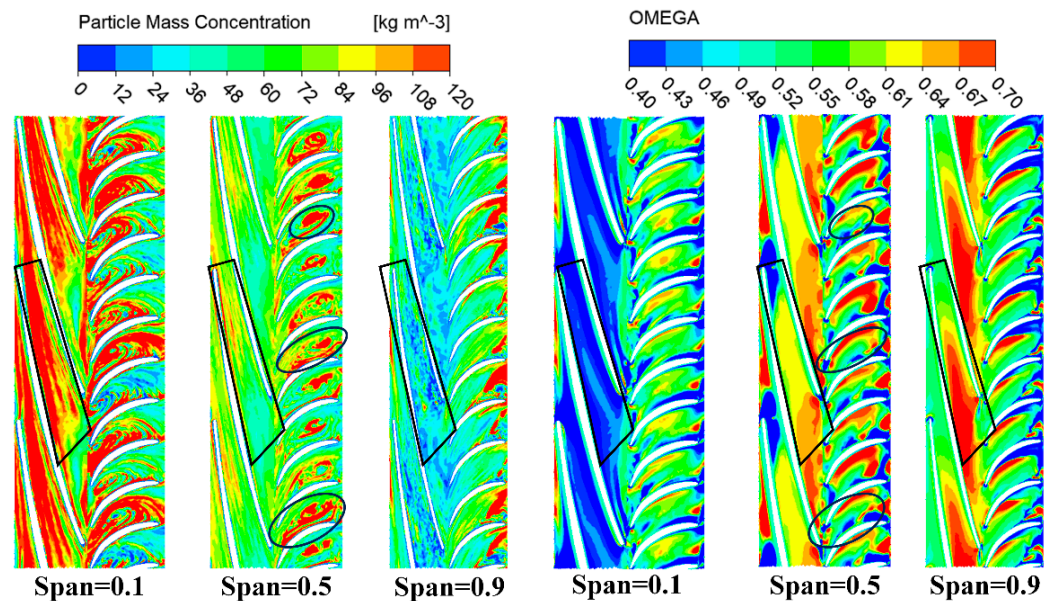 Particle Mass Concentration [kg m^-3]
0 12 24 36 48 60 72 84 96 108 120
OMEGA
0.40 0.43 0.46 0.49 0.52 0.55 0.58 0.61 0.64 0.67 0.70
Span=0.1 Span=0.5 Span=0.9 Span=0.1 Span=0.5 Span=0.9